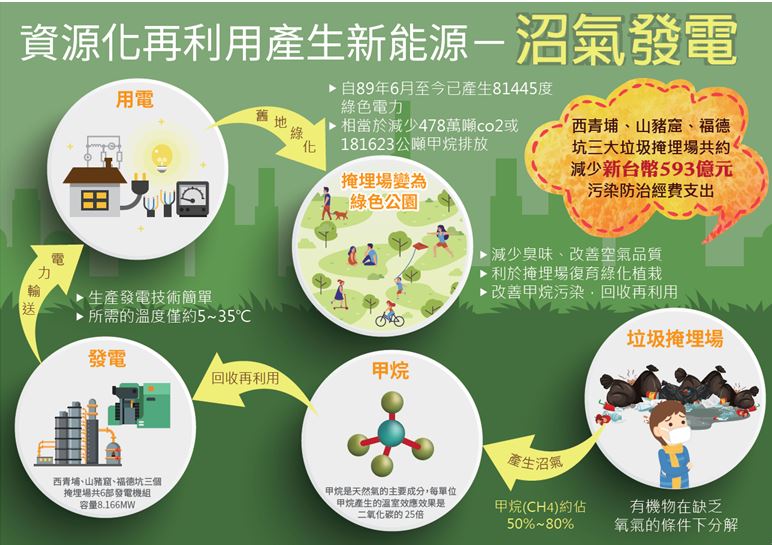 資源化再利用產生新能源－沼氣發電
用電
舊地綠化
▶自89年6月至今已產生81445度
綠色電力
▶相當於減少478萬噸co2或
181623公噸甲烷排放
西青埔、山豬窟、福德
坑三大垃圾掩埋場共約
減少新台幣593億元
污染防治經費支出
掩埋場變為
綠色公園
▶減少臭味、改善空氣品質
▶利於掩埋場復育綠化植栽
▶改善甲烷污染﹐回收再利用
電力輸送
▶生產發電技術簡單
▶所需的溫度僅約5~35℃
發電
西青埔、山豬窟、福德坑三個
掩埋場共6部發電機組
容量8.166MW
回收再利用
甲烷
甲烷是天然氣的主要成分，每單位
甲烷產生的溫室效應效果是
二氧化碳的 25倍
產生沼氣
甲烷(CH4)約佔
50%~80%
垃圾掩埋場
有機物在缺乏
氧氣的條件下分解